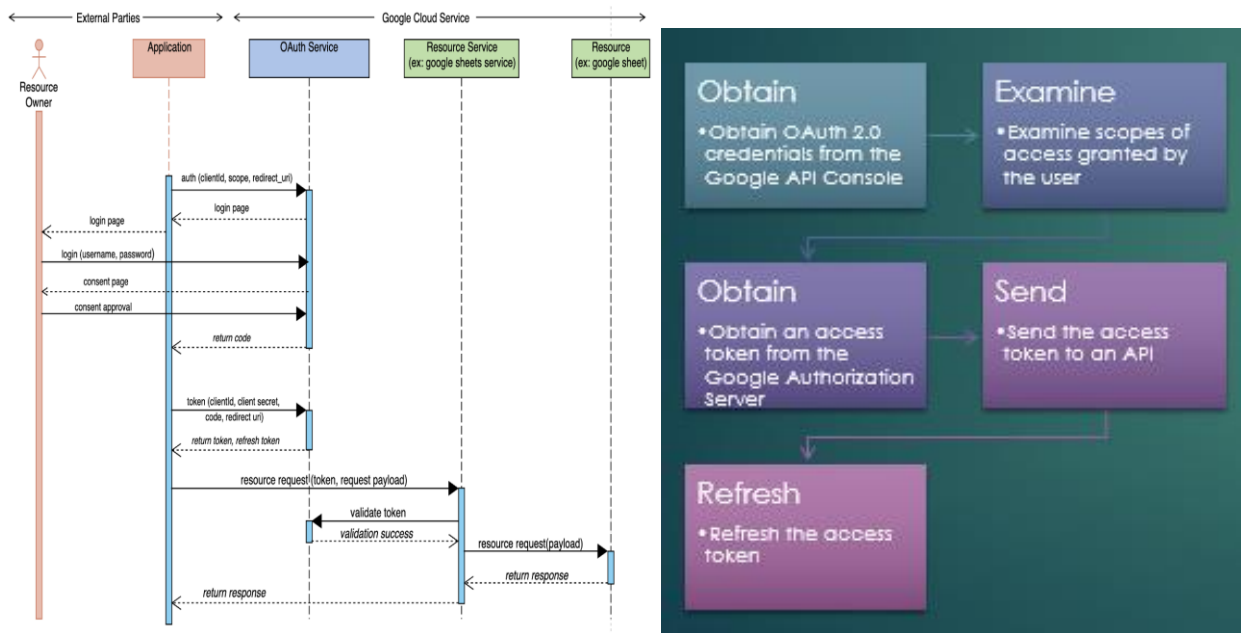 External Parties
Google Cloud Service
Application
OAuth Service
Resource Service
(ex: google sheets service)
Resource
(ex: google sheet)
Resource
Owner
auth (clientId, scope, redirect_uri)
login page
login page
login (username, password)
consent page
consent approval
return code
token (clientId, client secret,
code, redirect uri)
return token, refresh token
resource request (token, request payload)
validate token
validation success
resource request(payload)
return response
return response
Obtain
•Obtain OAuth 2.0
credentials from the
Google API Console
Examine
•Examine scopes of
access granted by
the user
Obtain
•Obtain an access
token from the
Google Authorization
Server
Send
•Send the access
token to an API
Refresh
•Refresh the access
token